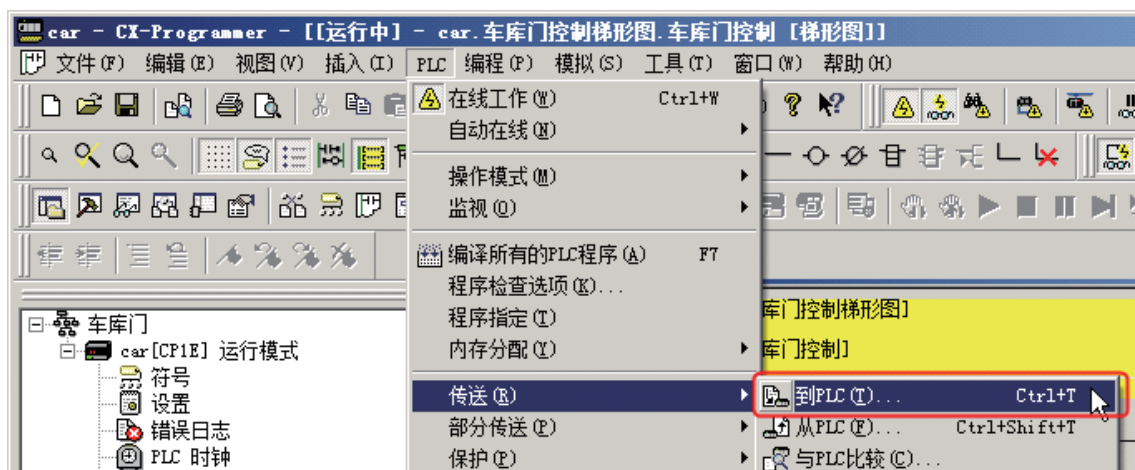 car - CX-Programmer - [[运行中] - car.车库门控制梯形图.车库门控制 [梯形图]]
文件(F) 编辑(E) 视图(V) 插入(I) PLC 编程(P) 模拟(S) 工具(T) 窗口(W) 帮助(H)
在线工作(W) Ctrl+W
自动在线(N)
操作模式(M)
监视(O)
编译所有的PLC程序(A) F7
程序检查选项(K)...
程序指定(T)
内存分配(Y)
传送(R)
部分传送(P)
保护(P)
到PLC(T)... Ctrl+T
从PLC(F)... Ctrl+Shift+T
与PLC比较(C)...
库门控制梯形图]
库门控制]
车库门
car[CP1E] 运行模式
符号
设置
错误日志
PLC 时钟